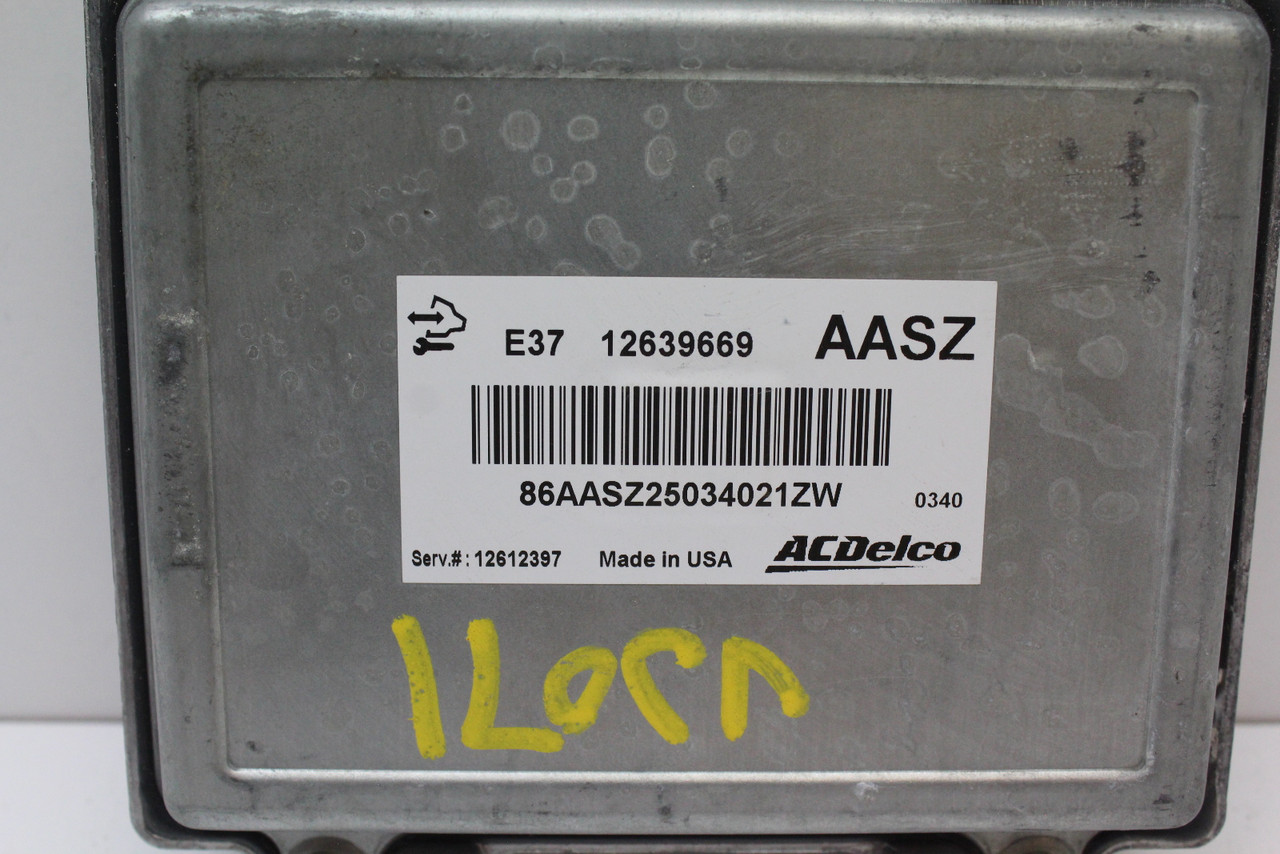 E37 12639669 AASZ
86AASZ25034021ZW 0340
Serv.#: 12612397 Made in USA ACDelco